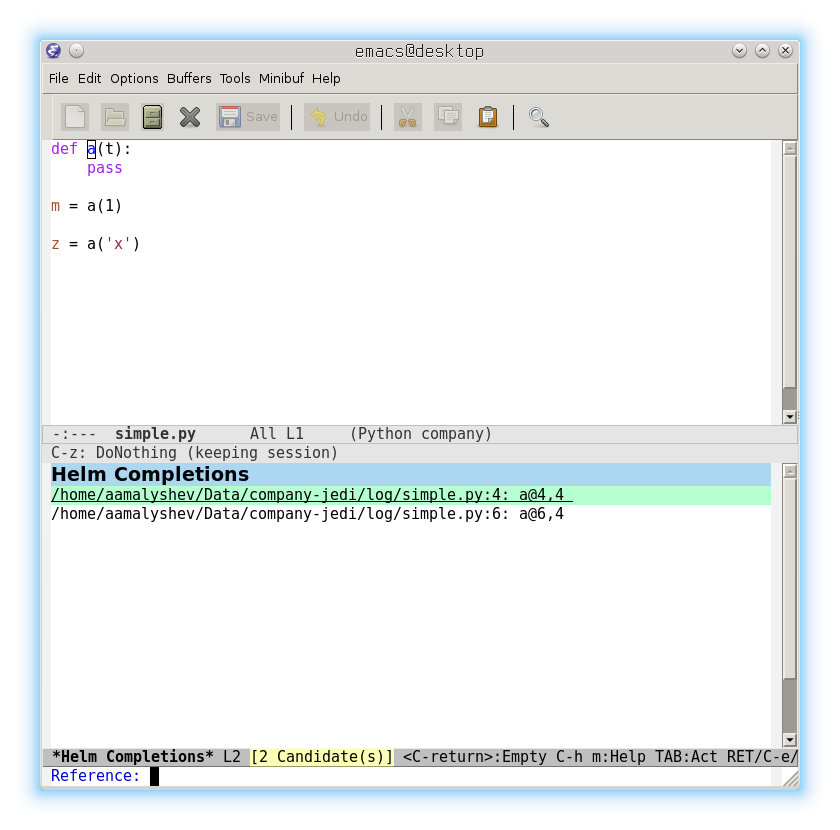 emacs@desktop
File Edit Options Buffers Tools Minibuf Help
Save Undo
def a(t):
    pass
m = a(1)
z = a('x')
-:---  simple.py      All L1     (Python company)
C-z: DoNothing (keeping session)
Helm Completions
/home/aamalyshev/Data/company-jedi/log/simple.py:4: a@4,4
/home/aamalyshev/Data/company-jedi/log/simple.py:6: a@6,4
*Helm Completions* L2 [2 Candidate(s)] <C-return>:Empty C-h m:Help TAB:Act RET/C-e/
Reference: